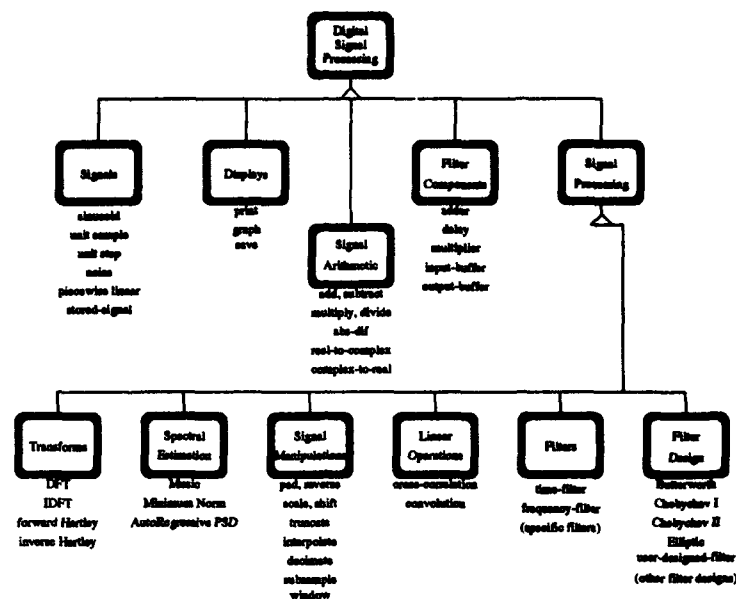 Digital
Signal
Processing
Signals
sinusoid
unit sample
unit step
noise
piecewise linear
stored-signal
Displays
print
graph
save
Signal
Arithmetic
add, subtract
multiply, divide
abs-dif
real-to-complex
complex-to-real
Filter
Components
adder
delay
multiplier
input-buffer
output-buffer
Signal
Processing
Transforms
DFT
IDFT
forward Hartley
inverse Hartley
Spectral
Estimation
Music
Minimum Norm
AutoRegressive PSD
Signal
Manipulations
pad, reverse
scale, shift
truncate
interpolate
decimate
subsample
window
Linear
Operations
cross-correlation
convolution
Filters
time-filter
frequency-filter
(specific filters)
Filter
Design
Butterworth
Chebychev I
Chebychev II
Elliptic
user-designed-filter
(other filter designs)